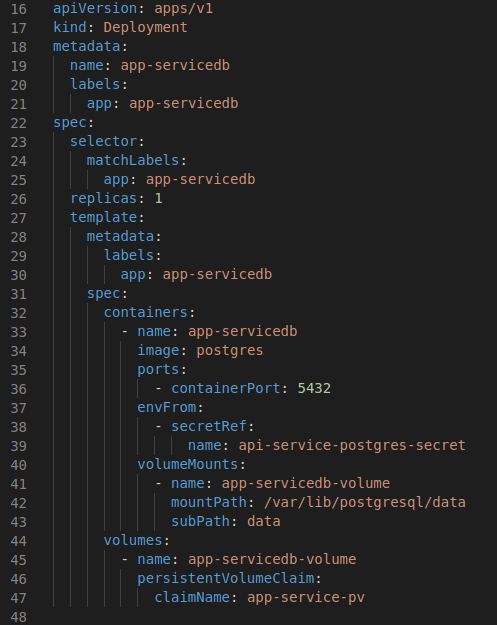 16 apiVersion: apps/v1
17 kind: Deployment
18 metadata:
19   name: app-servicedb
20   labels:
21     app: app-servicedb
22 spec:
23   selector:
24     matchLabels:
25       app: app-servicedb
26   replicas: 1
27   template:
28     metadata:
29       labels:
30         app: app-servicedb
31     spec:
32       containers:
33         - name: app-servicedb
34           image: postgres
35           ports:
36             - containerPort: 5432
37           envFrom:
38             - secretRef:
39                 name: api-service-postgres-secret
40           volumeMounts:
41             - name: app-servicedb-volume
42               mountPath: /var/lib/postgresql/data
43               subPath: data
44       volumes:
45         - name: app-servicedb-volume
46           persistentVolumeClaim:
47             claimName: app-service-pv
48